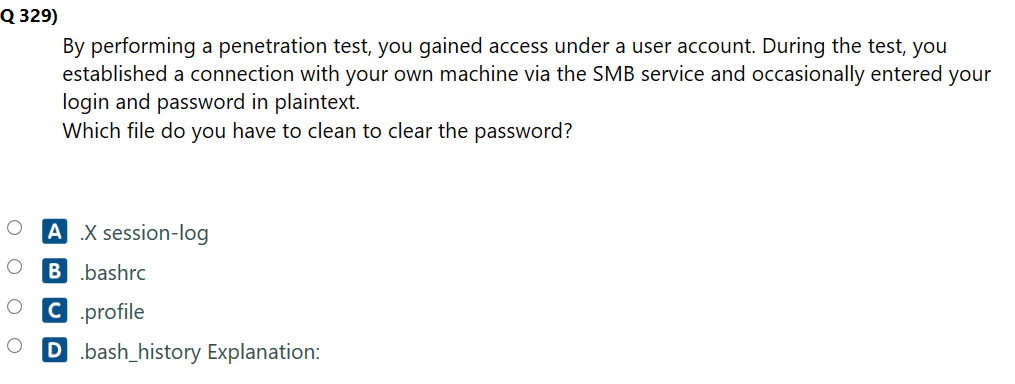 Q 329)
By performing a penetration test, you gained access under a user account. During the test, you
established a connection with your own machine via the SMB service and occasionally entered your
login and password in plaintext.
Which file do you have to clean to clear the password?
A .X session-log
B .bashrc
C .profile
D .bash_history Explanation: